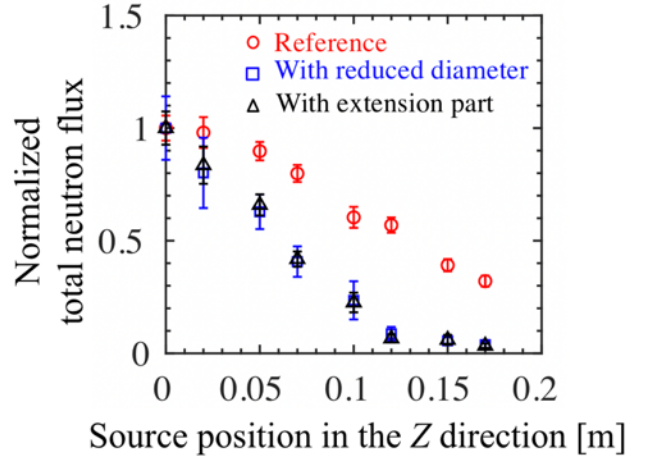 1.5
Reference
With reduced diameter
With extension part
1
0.5
0
0
0.05
0.1
0.15
0.2
Normalized
total neutron flux
Source position in the Z direction [m]